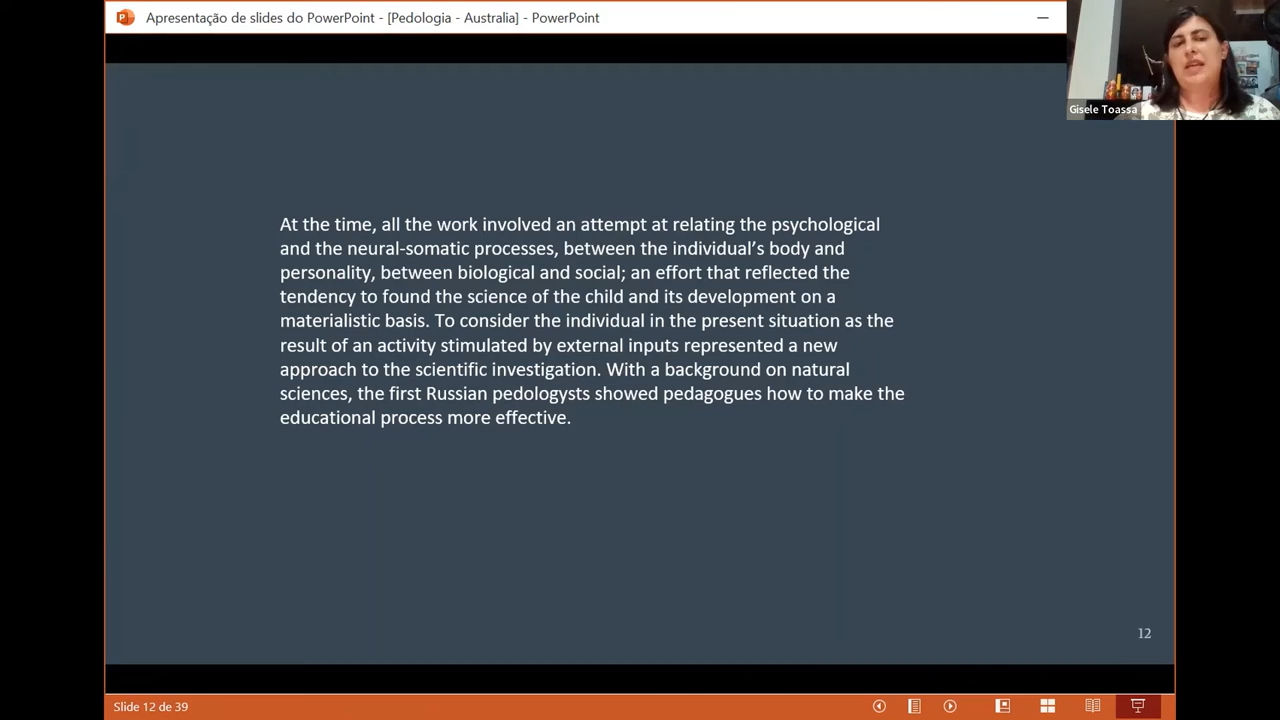 Apresentação de slides do PowerPoint - [Pedologia - Australia] - PowerPoint
Gisele Toassa
At the time, all the work involved an attempt at relating the psychological
and the neural-somatic processes, between the individual’s body and
personality, between biological and social; an effort that reflected the
tendency to found the science of the child and its development on a
materialistic basis. To consider the individual in the present situation as the
result of an activity stimulated by external inputs represented a new
approach to the scientific investigation. With a background on natural
sciences, the first Russian pedologysts showed pedagogues how to make the
educational process more effective.
12
Slide 12 de 39